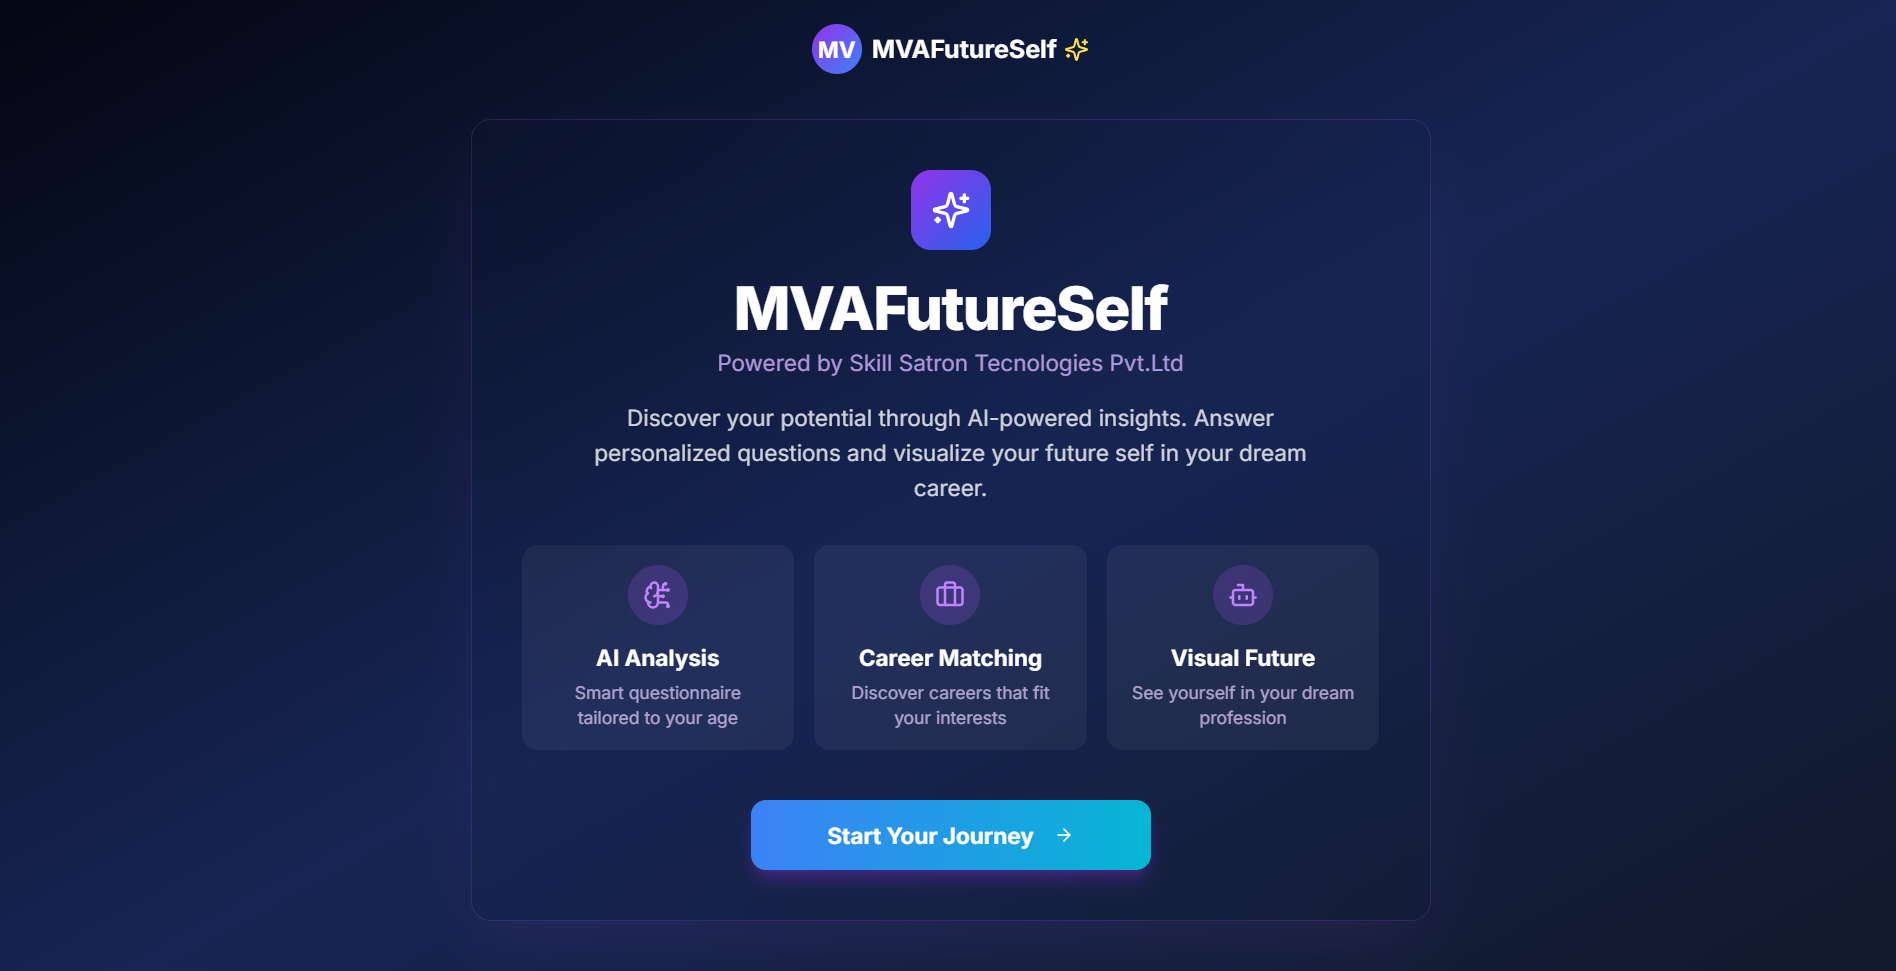 MV MVAFutureSelf
MVAFutureSelf
Powered by Skill Satron Tecnologies Pvt.Ltd
Discover your potential through AI-powered insights. Answer
personalized questions and visualize your future self in your dream
career.
AI Analysis
Smart questionnaire
tailored to your age
Career Matching
Discover careers that fit
your interests
Visual Future
See yourself in your dream
profession
Start Your Journey